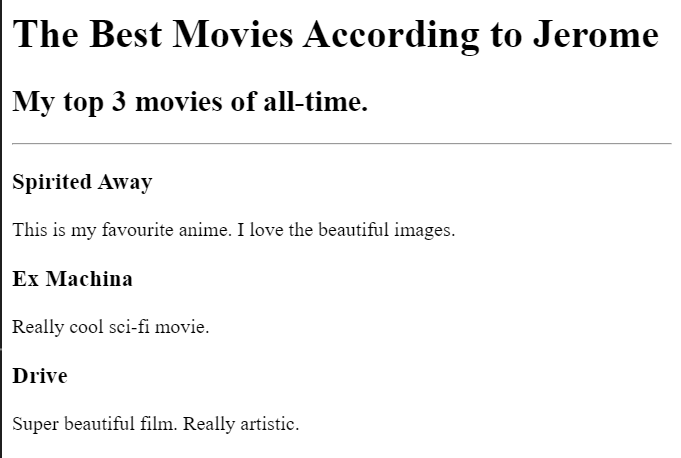 The Best Movies According to Jerome
My top 3 movies of all-time.
Spirited Away
This is my favourite anime. I love the beautiful images.
Ex Machina
Really cool sci-fi movie.
Drive
Super beautiful film. Really artistic.